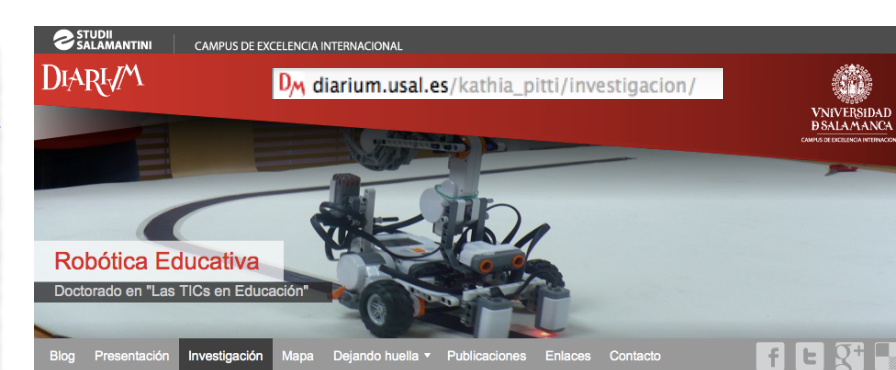 STUDII
SALAMANTINI
CAMPUS DE EXCELENCIA INTERNACIONAL
DIARIVM
DM diarium.usal.es/kathia_pitti/investigacion/
VNiVERSiDAD
D SALAMANCA
CAMPUS DE EXCELENCIA INTERNACIONAL
Robótica Educativa
Doctorado en "Las TICs en Educación"
Blog Presentación Investigación Mapa Dejando huella Publicaciones Enlaces Contacto
f t g+